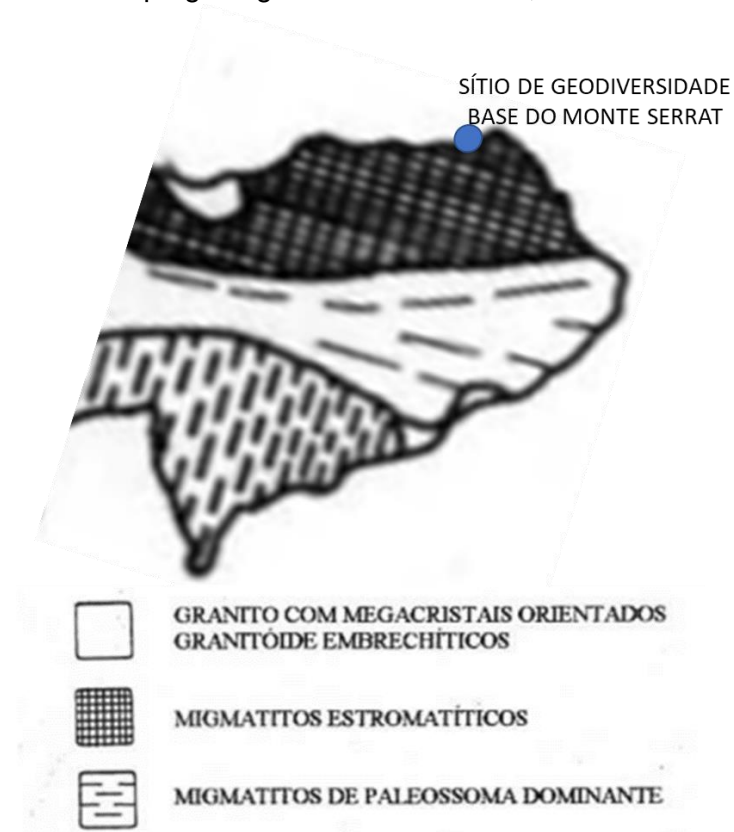 SÍTIO DE GEODIVERSIDADE
BASE DO MONTE SERRAT
GRANITO COM MEGACRISTAIS ORIENTADOS
GRANITÓIDE EMBRECHÍTICOS
MIGMATITOS ESTROMATÍTICOS
MIGMATITOS DE PALEOSSOMA DOMINANTE